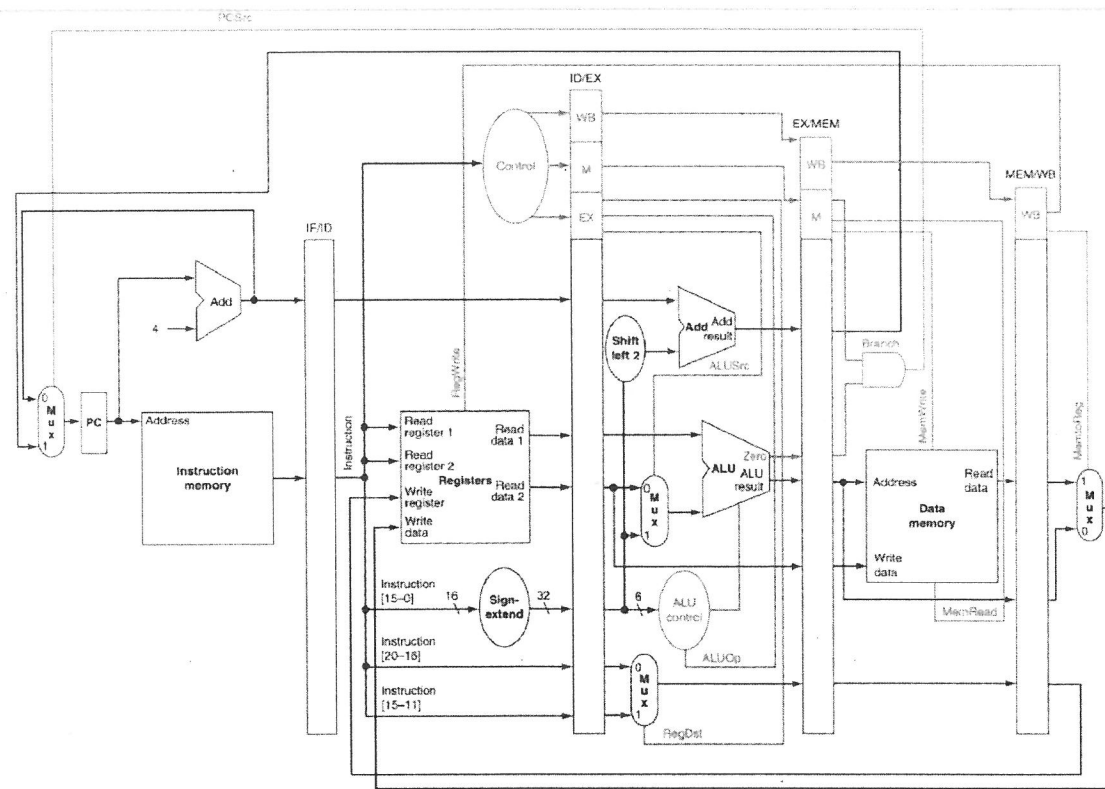 PCSrc
ID/EX
WB
EX/MEM
Control
M
WB
MEM/WB
EX
M
WB
IF/ID
Add
4
Add
Add
result
Shift
left 2
Branch
ALUSrc
RegWrite
MemWrite
MemtoReg
0
M
u
x
1
PC
Address
Instruction
memory
Instruction
Read
register 1
Read
data 1
Read
register 2
Registers
Read
data 2
Write
register
Write
data
Zero
ALU
ALU
result
0
M
u
x
1
Address
Read
data
Data
memory
Write
data
1
M
u
x
0
Instruction
[15–0]
16
Sign-
extend
32
6
ALU
control
MemRead
Instruction
[20–16]
ALUOp
0
M
u
x
1
Instruction
[15–11]
RegDst